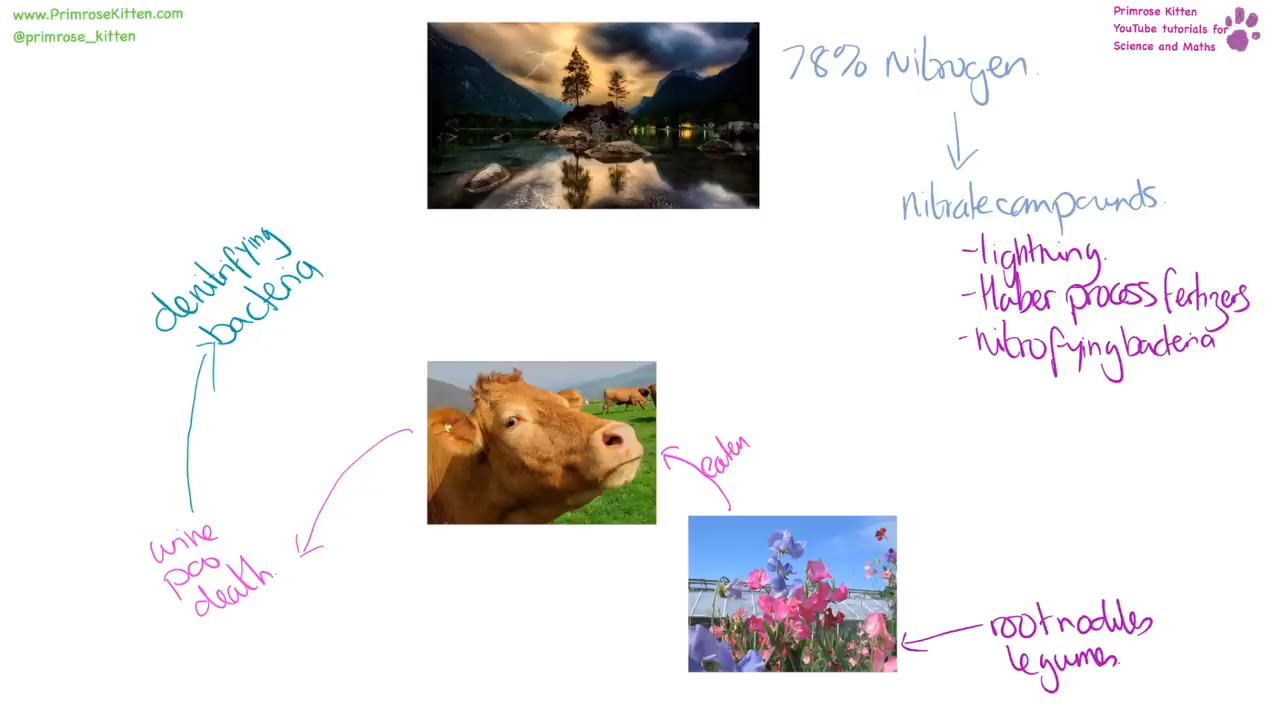 www.PrimroseKitten.com
@primrose_kitten
Primrose Kitten
YouTube tutorials for
Science and Maths
78% Nitrogen.
nitrate compounds.
-lightning.
-Haber process fertizers
-nitrofying bacteria
denitrifying
bacteria
eaten
urine
poo
death.
root nodules
legumes.